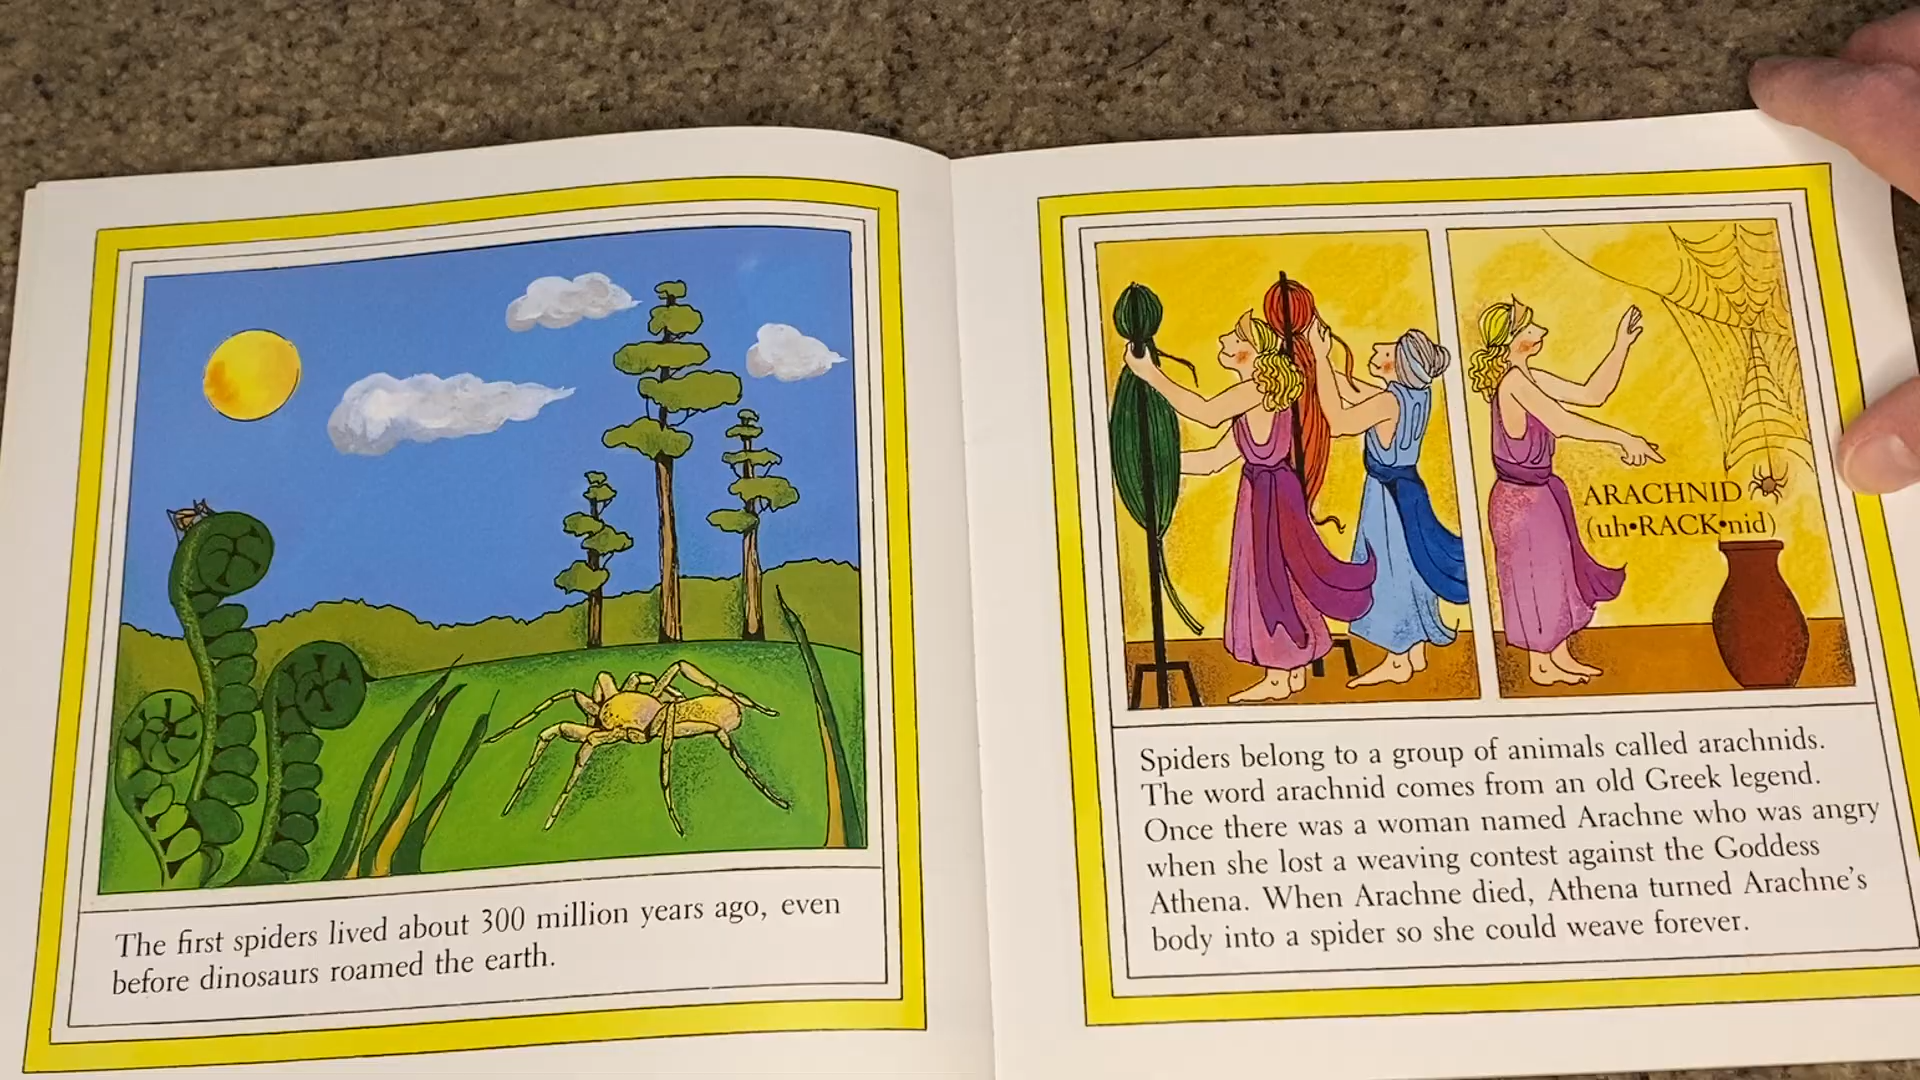 The first spiders lived about 300 million years ago, even
before dinosaurs roamed the earth.
ARACHNID
(uh•RACK•nid)
Spiders belong to a group of animals called arachnids.
The word arachnid comes from an old Greek legend.
Once there was a woman named Arachne who was angry
when she lost a weaving contest against the Goddess
Athena. When Arachne died, Athena turned Arachne's
body into a spider so she could weave forever.